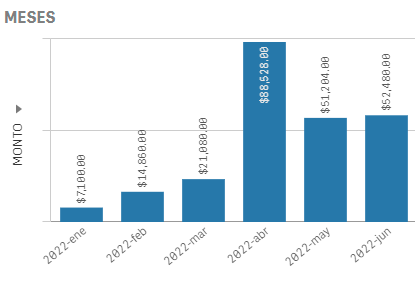 MESES
MONTO
$7,100.00
$14,860.00
$21,080.00
$88,528.00
$51,204.00
$52,480.00
2022-ene
2022-feb
2022-mar
2022-abr
2022-may
2022-jun